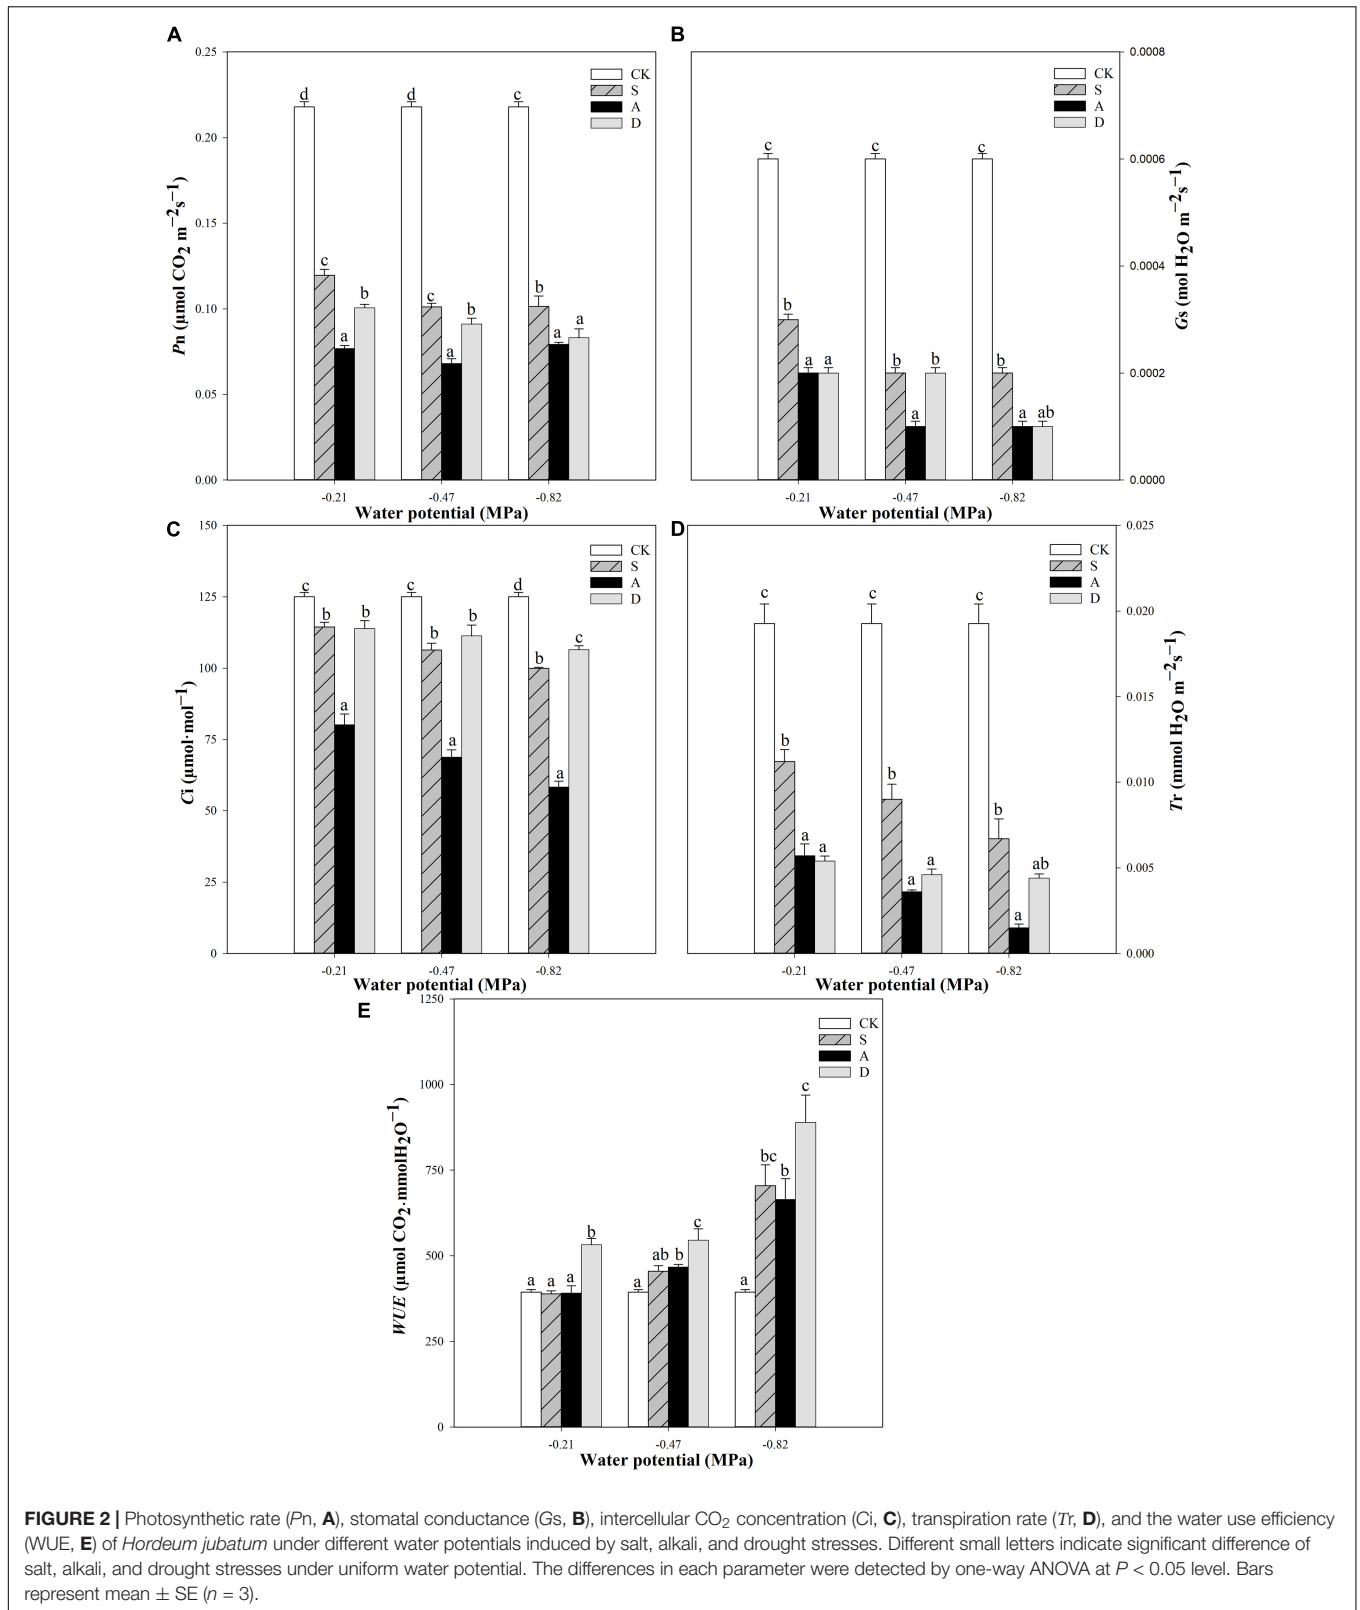 A
0.25
0.20
0.15
0.10
0.05
0.00
Pn (µmol CO2 m−2s−1)
CK
S
A
D
d
c
a
b
d
c
a
b
c
b
a
a
-0.21
-0.47
-0.82
Water potential (MPa)
B
0.0008
0.0006
0.0004
0.0002
0.0000
Gs (mol H2O m−2s−1)
CK
S
A
D
c
b
a
a
c
b
a
b
c
b
a
ab
-0.21
-0.47
-0.82
Water potential (MPa)
C
150
125
100
75
50
25
0
Ci (µmol·mol−1)
CK
S
A
D
c
b
a
b
c
b
a
b
d
b
a
c
-0.21
-0.47
-0.82
Water potential (MPa)
D
0.025
0.020
0.015
0.010
0.005
0.000
Tr (mmol H2O m−2s−1)
CK
S
A
D
c
b
a
a
c
b
a
a
c
b
a
ab
-0.21
-0.47
-0.82
Water potential (MPa)
E
1250
1000
750
500
250
0
WUE (µmol CO2·mmolH2O−1)
CK
S
A
D
a
a
a
b
a
ab
b
c
a
bc
b
c
-0.21
-0.47
-0.82
Water potential (MPa)
FIGURE 2 | Photosynthetic rate (Pn, A), stomatal conductance (Gs, B), intercellular CO2 concentration (Ci, C), transpiration rate (Tr, D), and the water use efficiency
(WUE, E) of Hordeum jubatum under different water potentials induced by salt, alkali, and drought stresses. Different small letters indicate significant difference of
salt, alkali, and drought stresses under uniform water potential. The differences in each parameter were detected by one-way ANOVA at P < 0.05 level. Bars
represent mean ± SE (n = 3).